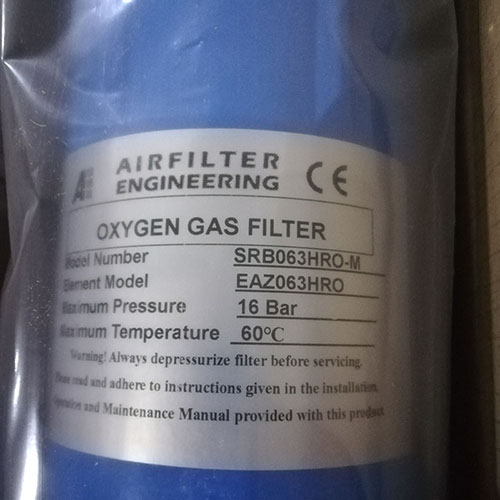 AE AIRFILTER
ENGINEERING CE
OXYGEN GAS FILTER
Model Number SRB063HRO-M
Element Model EAZ063HRO
Maximum Pressure 16 Bar
Maximum Temperature 60°C
Warning! Always depressurize filter before servicing.
Please read and adhere to instructions given in the installation,
Operation and Maintenance Manual provided with this product.